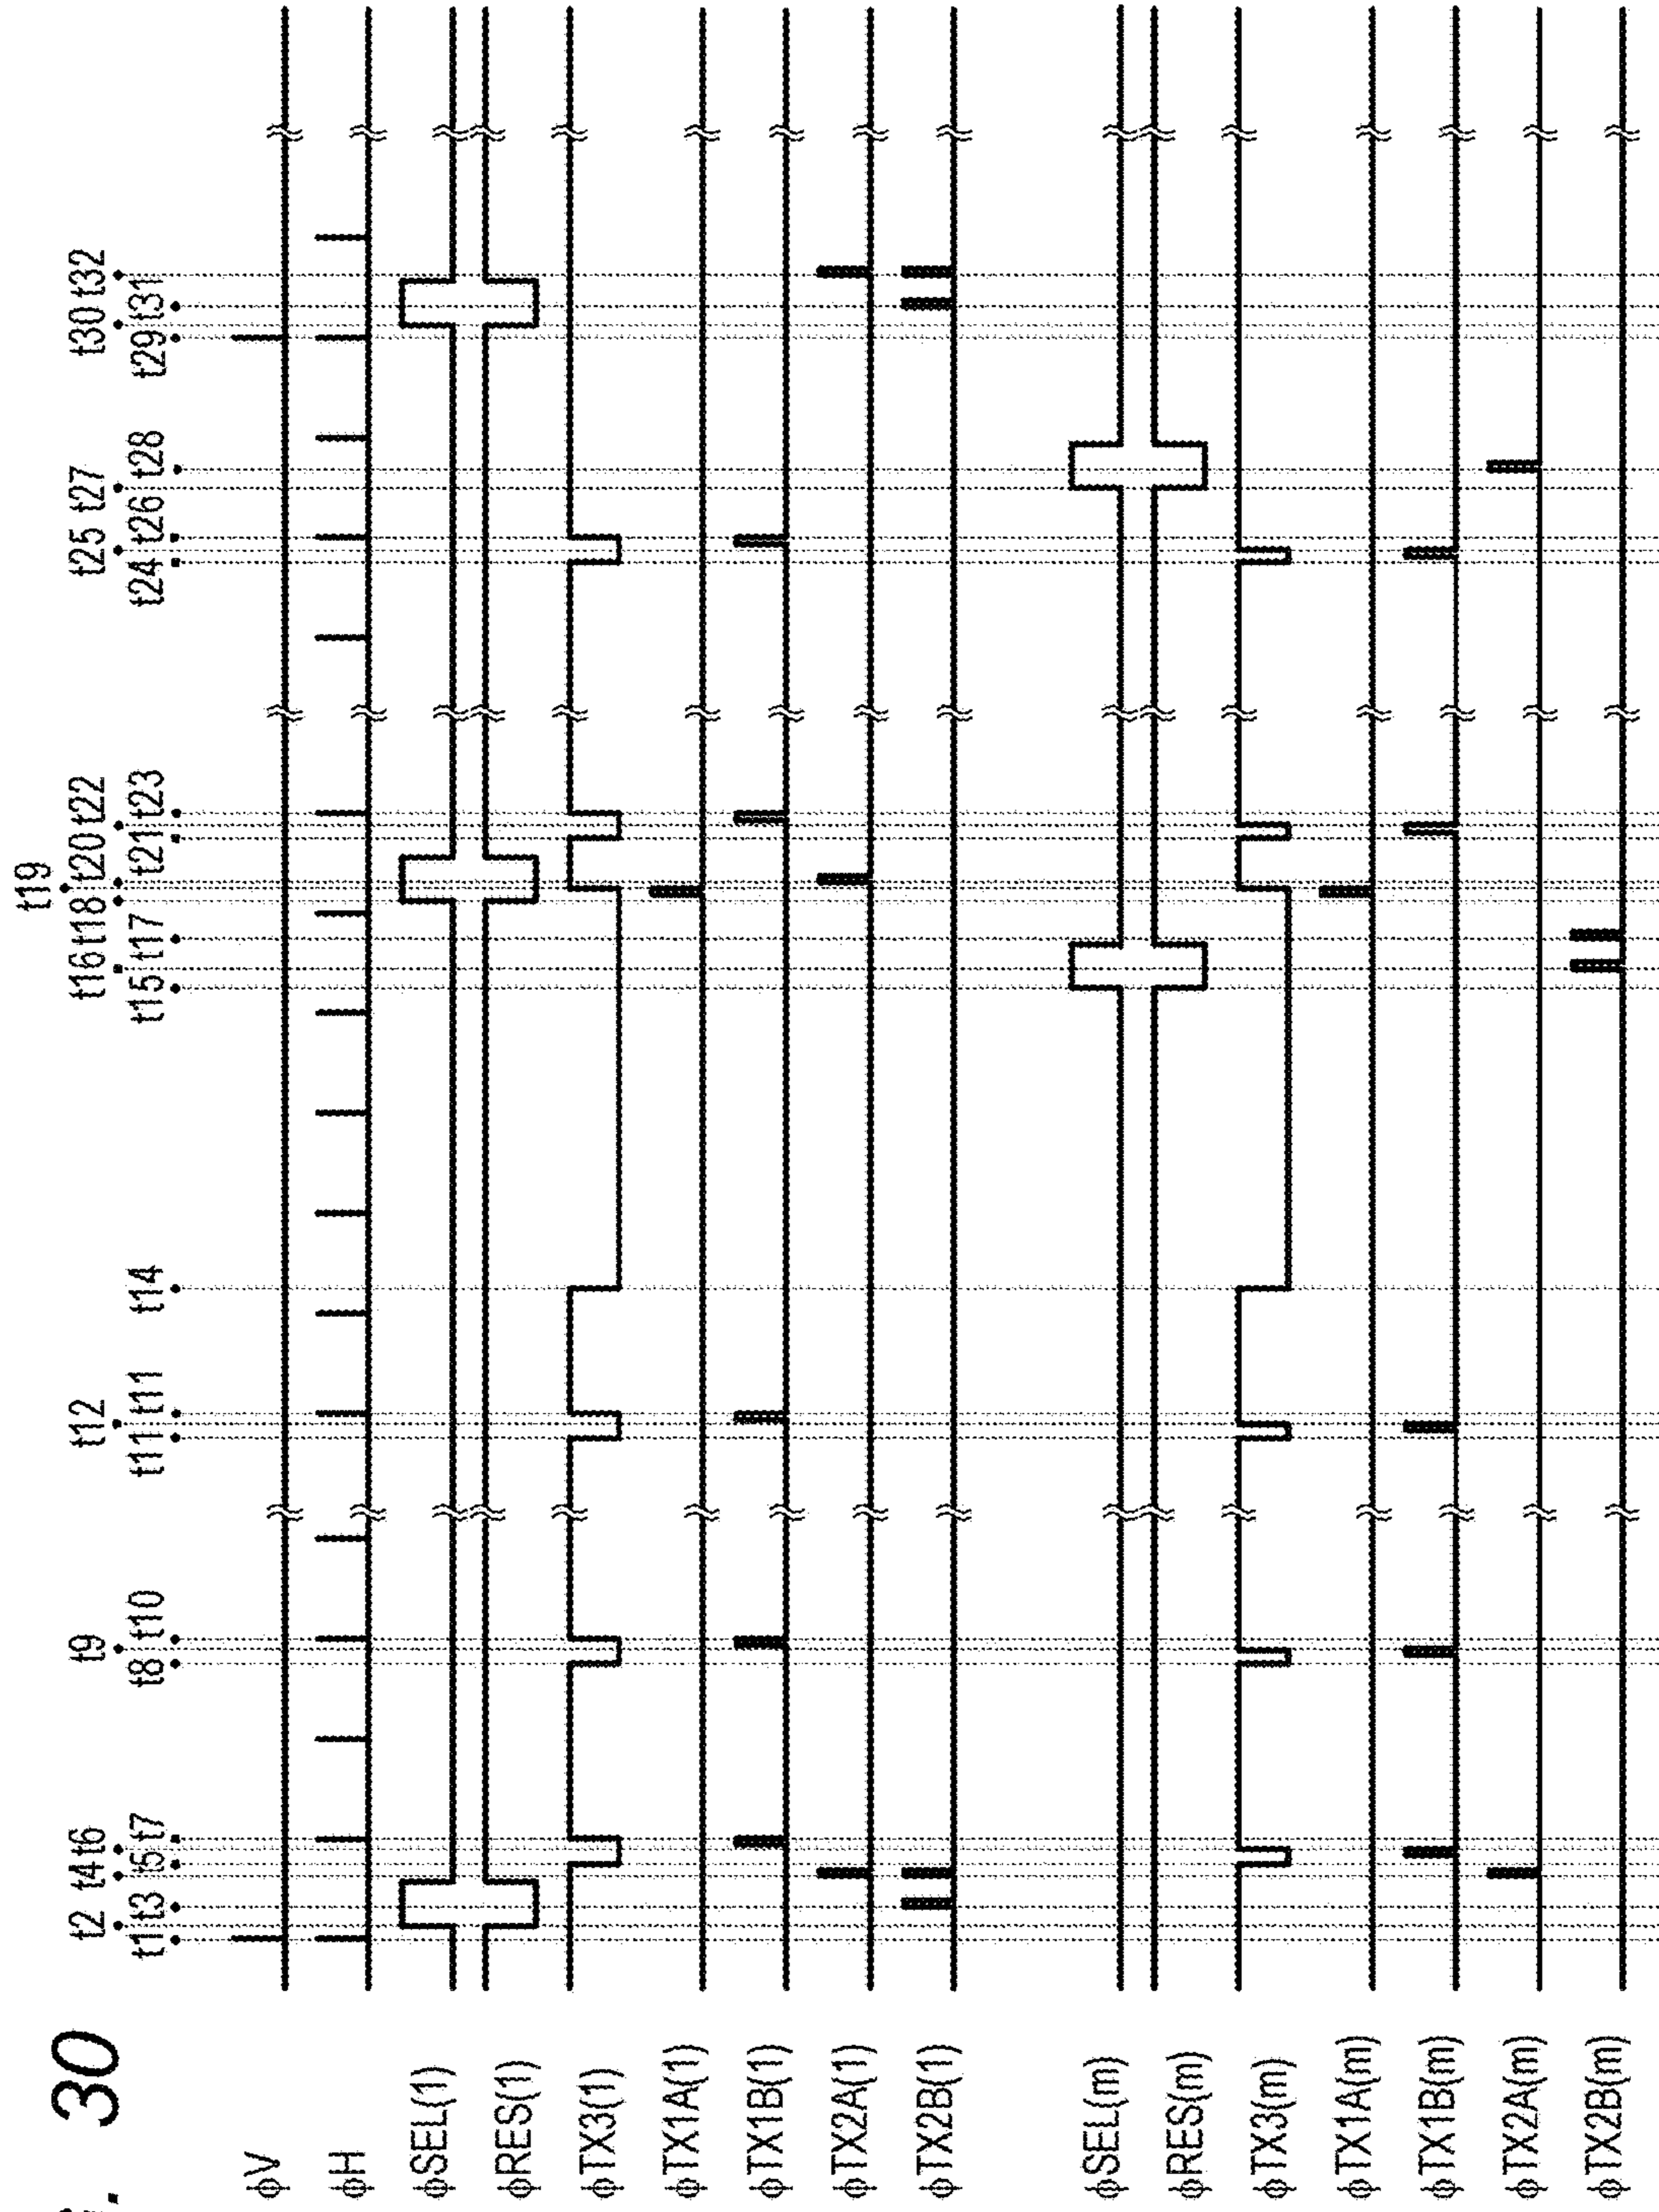 30
t19
t2 t4 t6 t9 t12 t16 t18 t20 t22 t25 t27 t30 t32
t1 t3 t5 t7 t8 t10 t11 t11 t14 t15 t17 t21 t23 t24 t26 t28 t29 t31
ϕV
ϕH
ϕSEL(1)
ϕRES(1)
ϕTX3(1)
ϕTX1A(1)
ϕTX1B(1)
ϕTX2A(1)
ϕTX2B(1)
ϕSEL(m)
ϕRES(m)
ϕTX3(m)
ϕTX1A(m)
ϕTX1B(m)
ϕTX2A(m)
ϕTX2B(m)